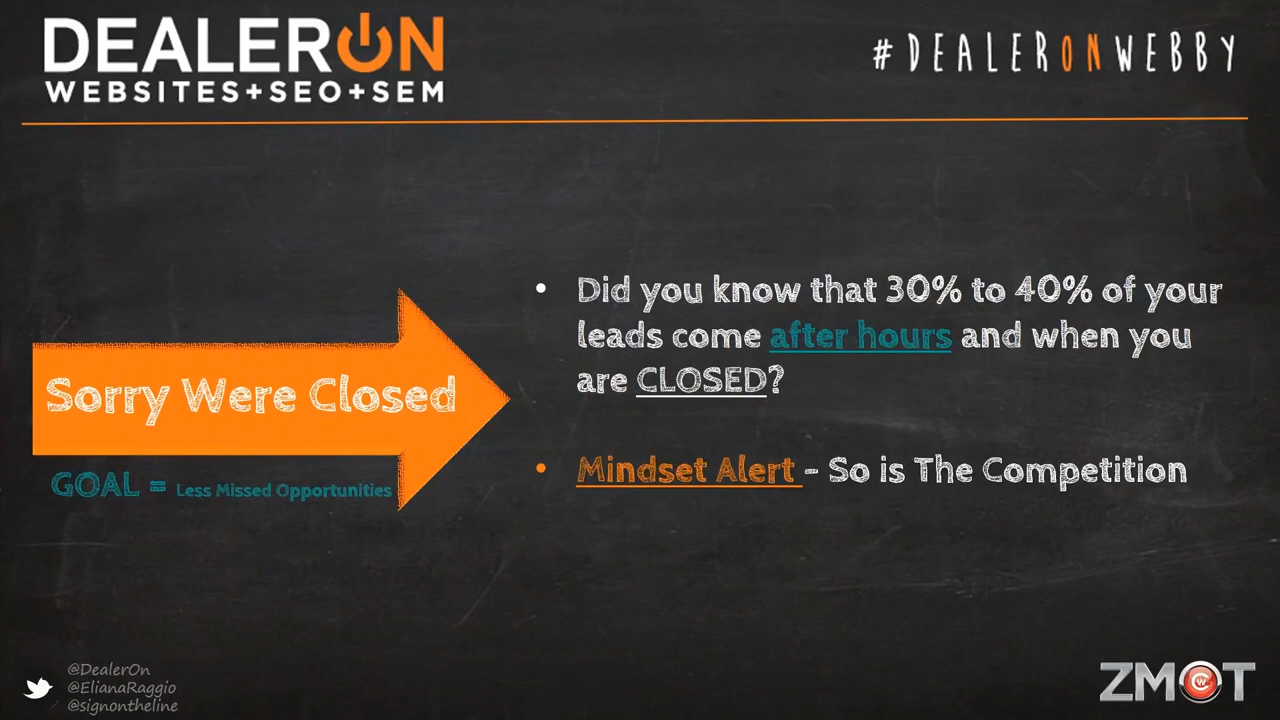 DEALERON
WEBSITES+SEO+SEM
#DEALERONWEBBY
Sorry Were Closed
GOAL = Less Missed Opportunities
• Did you know that 30% to 40% of your
leads come after hours and when you
are CLOSED?
• Mindset Alert - So is The Competition
@DealerOn
@ElianaRaggio
@signontheline
ZMOT